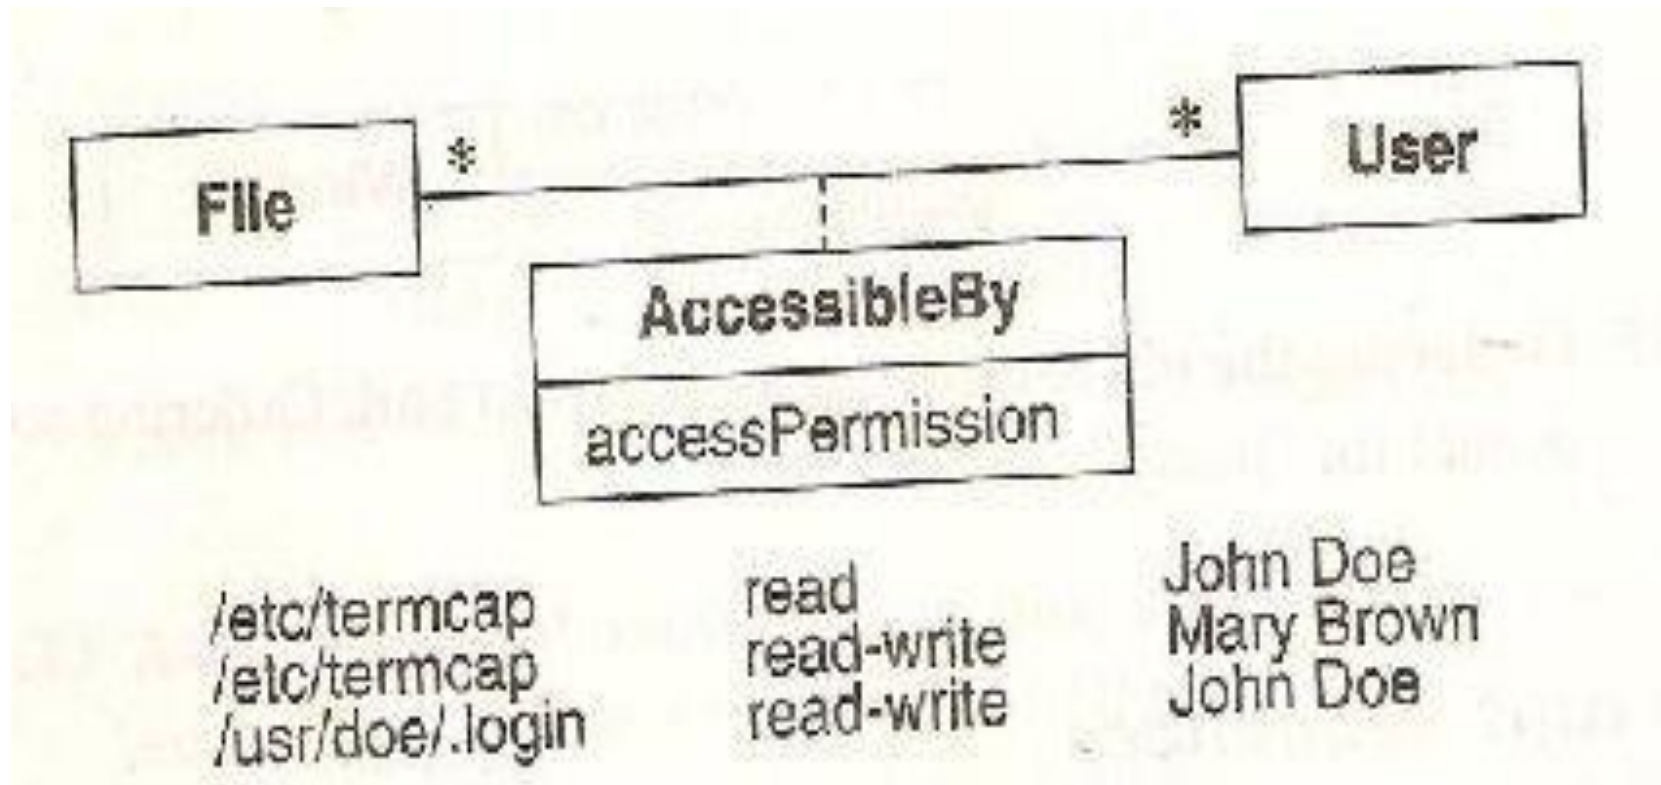 File
*
*
User
AccessibleBy
accessPermission
/etc/termcap read John Doe
/etc/termcap read-write Mary Brown
/usr/doe/.login read-write John Doe